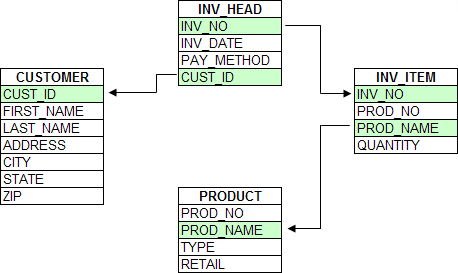 INV_HEAD
INV_NO
INV_DATE
PAY_METHOD
CUST_ID
CUSTOMER
CUST_ID
FIRST_NAME
LAST_NAME
ADDRESS
CITY
STATE
ZIP
INV_ITEM
INV_NO
PROD_NO
PROD_NAME
QUANTITY
PRODUCT
PROD_NO
PROD_NAME
TYPE
RETAIL